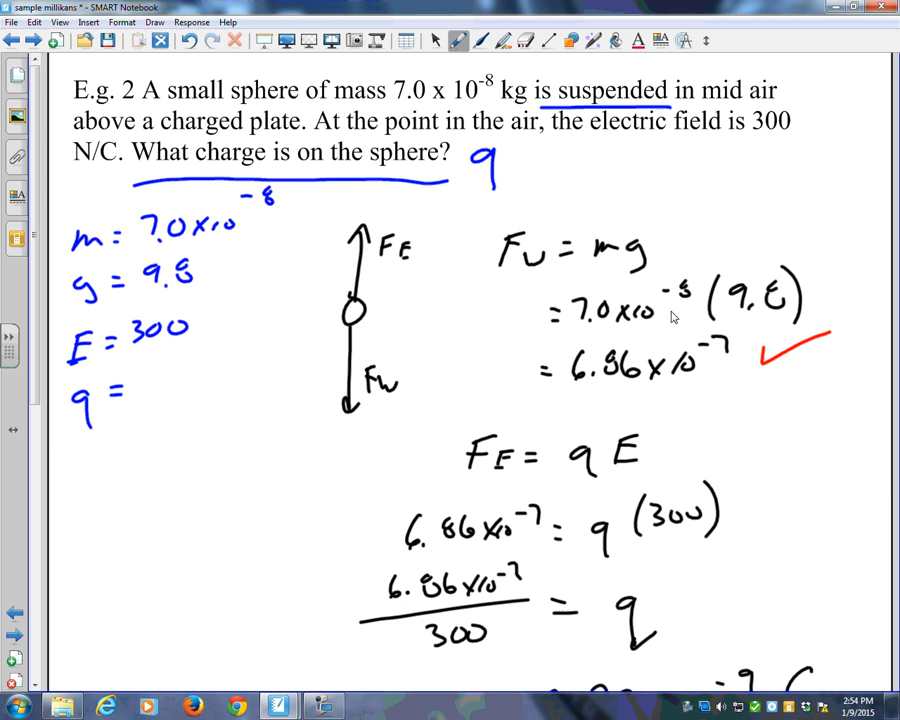 sample millikans * - SMART Notebook
File Edit View Insert Format Draw Response Help
E.g. 2 A small sphere of mass 7.0 x 10⁻⁸ kg is suspended in mid air
above a charged plate. At the point in the air, the electric field is 300
N/C. What charge is on the sphere? q
m = 7.0x10⁻⁸
g = 9.8
E = 300
q =
FE
Fw
Fw = mg
= 7.0x10⁻⁸ (9.8)
= 6.86x10⁻⁷ ✓
FE = q E
6.86x10⁻⁷ = q (300)
6.86x10⁻⁷
300
= q
2:54 PM
1/9/2015